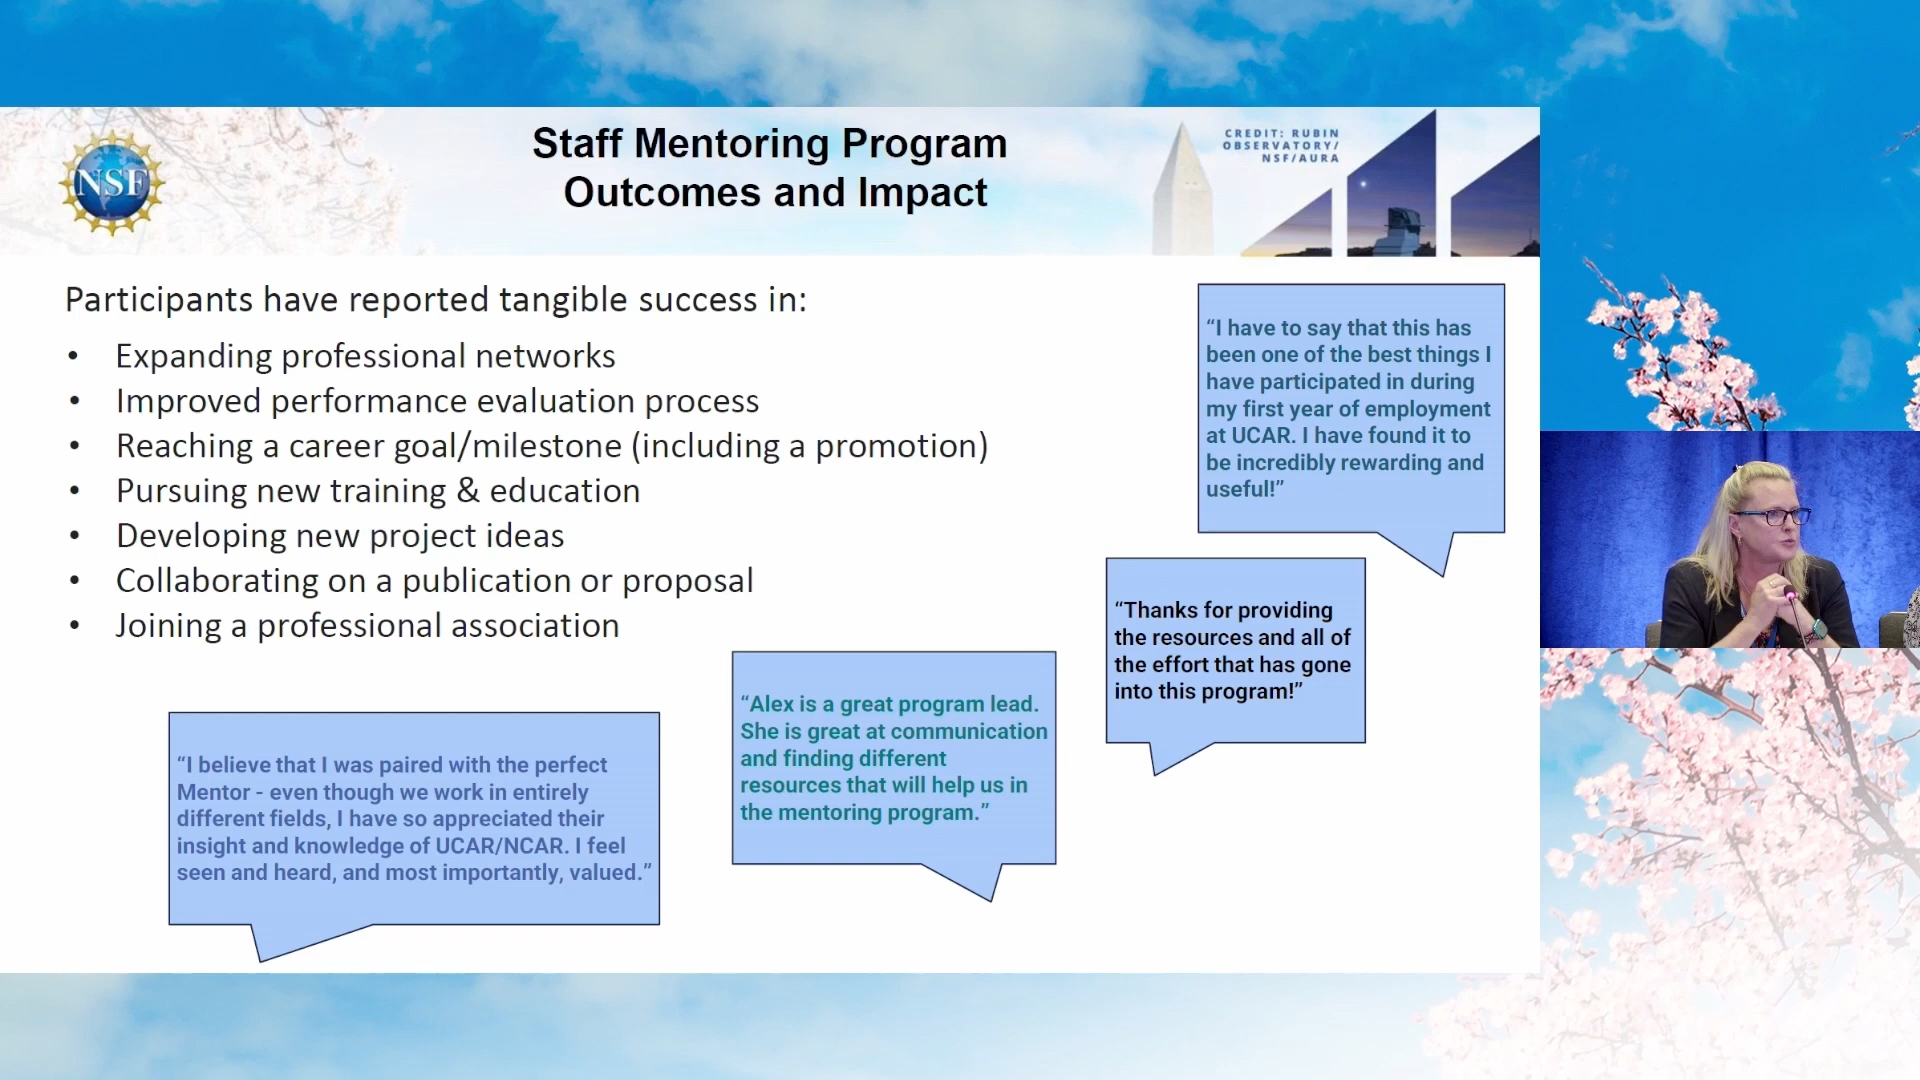 NSF
Staff Mentoring Program
Outcomes and Impact
CREDIT: RUBIN
OBSERVATORY/
NSF/AURA
Participants have reported tangible success in:
• Expanding professional networks
• Improved performance evaluation process
• Reaching a career goal/milestone (including a promotion)
• Pursuing new training & education
• Developing new project ideas
• Collaborating on a publication or proposal
• Joining a professional association
“I have to say that this has
been one of the best things I
have participated in during
my first year of employment
at UCAR. I have found it to
be incredibly rewarding and
useful!”
“Thanks for providing
the resources and all of
the effort that has gone
into this program!”
“Alex is a great program lead.
She is great at communication
and finding different
resources that will help us in
the mentoring program.”
“I believe that I was paired with the perfect
Mentor - even though we work in entirely
different fields, I have so appreciated their
insight and knowledge of UCAR/NCAR. I feel
seen and heard, and most importantly, valued.”